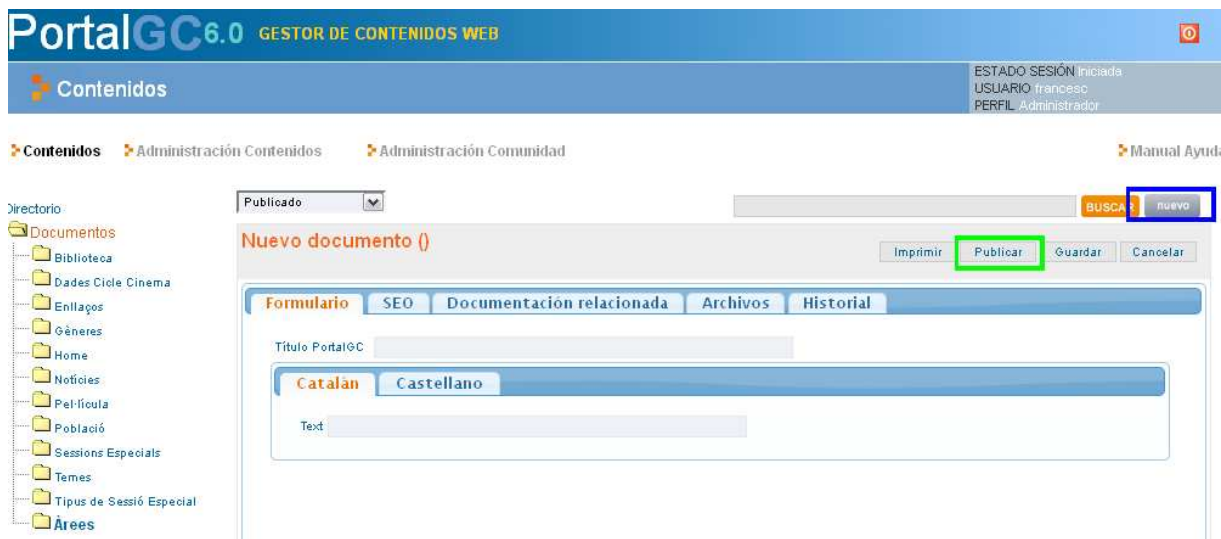 PortalGC6.0 GESTOR DE CONTENIDOS WEB
Contenidos
ESTADO SESIÓN Iniciada
USUARIO francesc
PERFIL Administrador
Contenidos Administración Contenidos Administración Comunidad Manual Ayuda
Directorio
Publicado
BUSCAR nuevo
Documentos
Biblioteca
Dades Cicle Cinema
Enllaços
Gèneres
Home
Notícies
Pel·lícula
Població
Sessions Especials
Temes
Tipus de Sessió Especial
Àrees
Nuevo documento ()
Imprimir Publicar Guardar Cancelar
Formulario SEO Documentación relacionada Archivos Historial
Título PortalGC
Catalán Castellano
Text